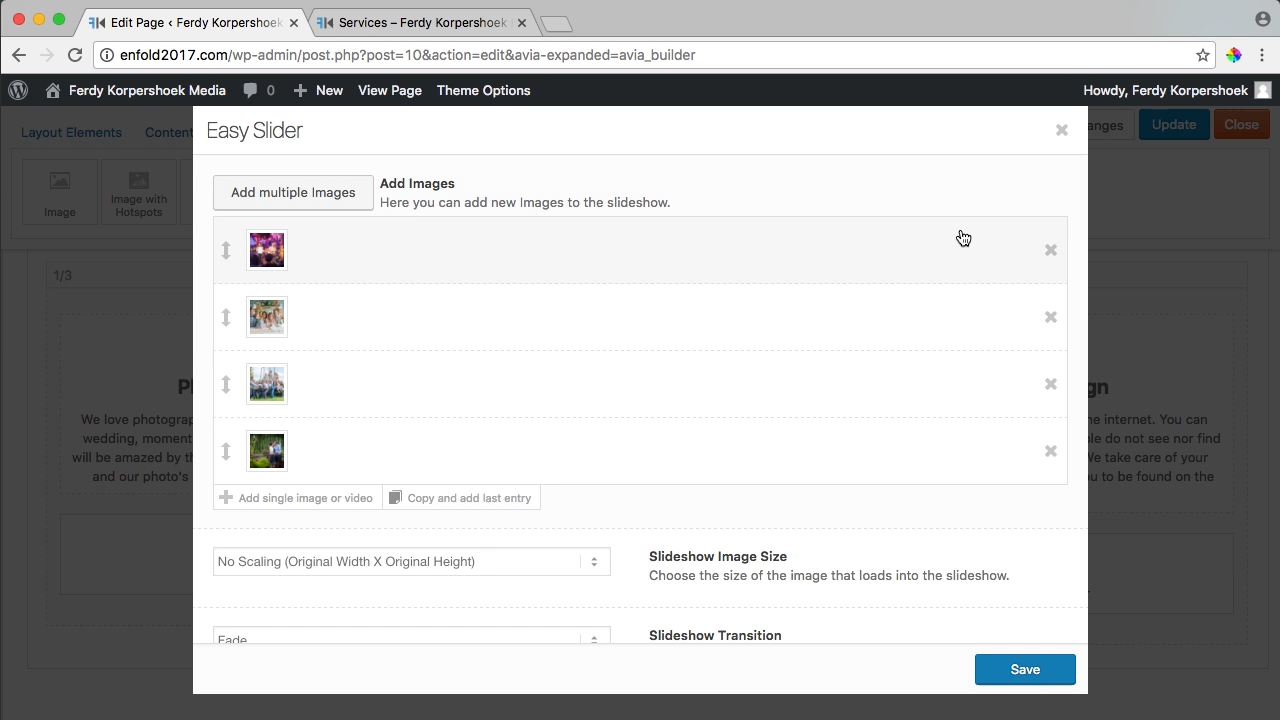 Edit Page ‹ Ferdy Korpershoek
Services – Ferdy Korpershoek
enfold2017.com/wp-admin/post.php?post=10&action=edit&avia-expanded=avia_builder
Ferdy Korpershoek Media
0
New
View Page
Theme Options
Howdy, Ferdy Korpershoek
Layout Elements
Content
Easy Slider
anges
Update
Close
Image
Image with
Hotspots
Add multiple Images
Add Images
Here you can add new Images to the slideshow.
1/3
We love photograp
wedding, moment
will be amazed by th
and our photo's
Add single image or video
Copy and add last entry
gn
e internet. You can
ple do not see nor find
We take care of your
ou to be found on the
No Scaling (Original Width X Original Height)
Slideshow Image Size
Choose the size of the image that loads into the slideshow.
Fade
Slideshow Transition
Save